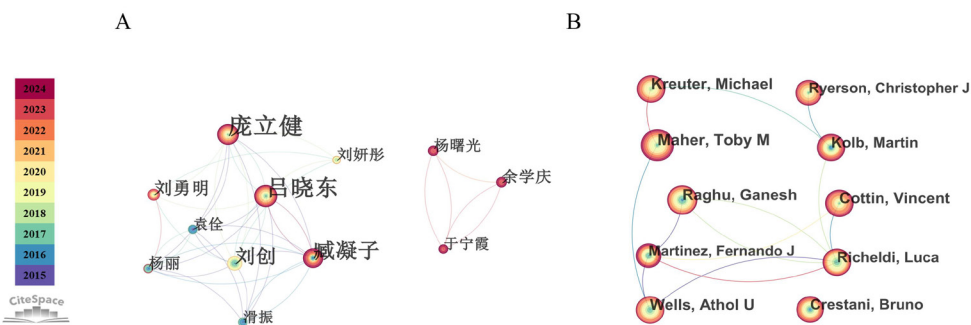 A
B
2024
2023
2022
2021
2020
2019
2018
2017
2016
2015
CiteSpace
庞立健
刘妍彤
刘勇明
吕晓东
袁佺
杨丽
刘创
臧凝子
滑振
杨曙光
余学庆
于宁霞
Kreuter, Michael
Ryerson, Christopher J
Maher, Toby M
Kolb, Martin
Raghu, Ganesh
Cottin, Vincent
Martinez, Fernando J
Richeldi, Luca
Wells, Athol U
Crestani, Bruno